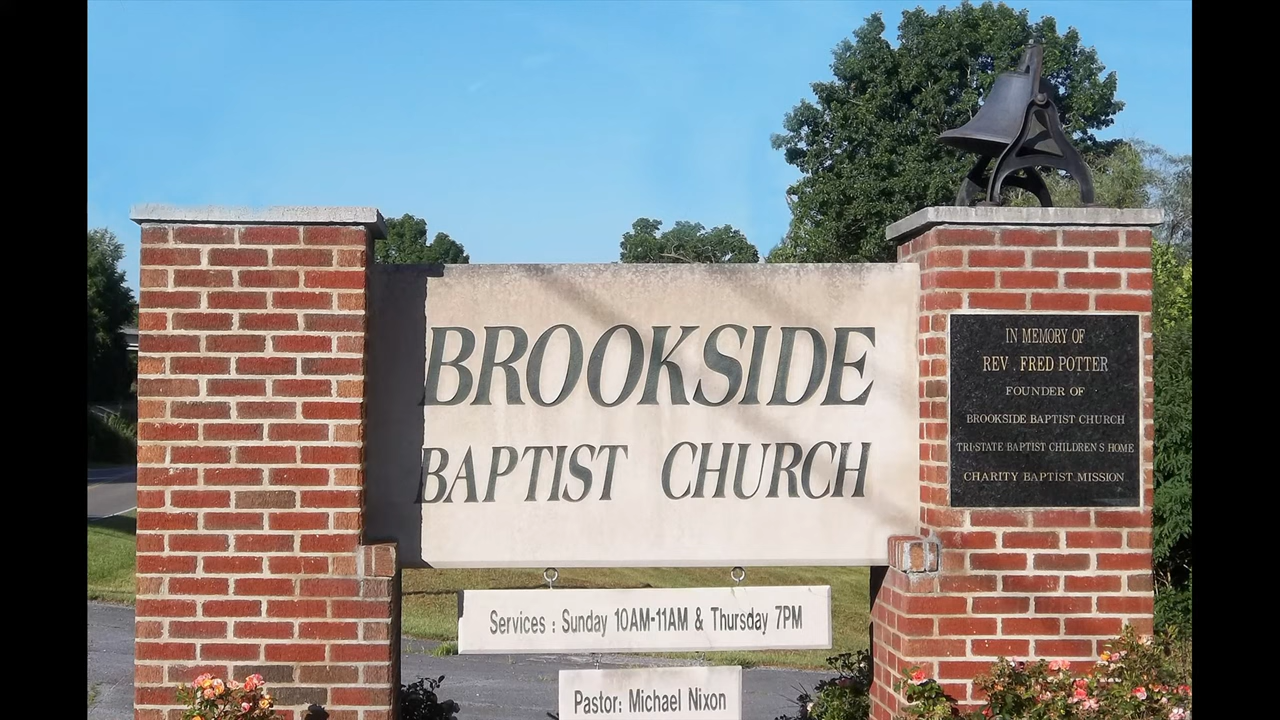 BROOKSIDE
BAPTIST CHURCH
Services : Sunday 10AM-11AM & Thursday 7PM
Pastor: Michael Nixon
IN MEMORY OF
REV . FRED POTTER
FOUNDER OF
BROOKSIDE BAPTIST CHURCH
TRI-STATE BAPTIST CHILDREN S HOME
CHARITY BAPTIST MISSION